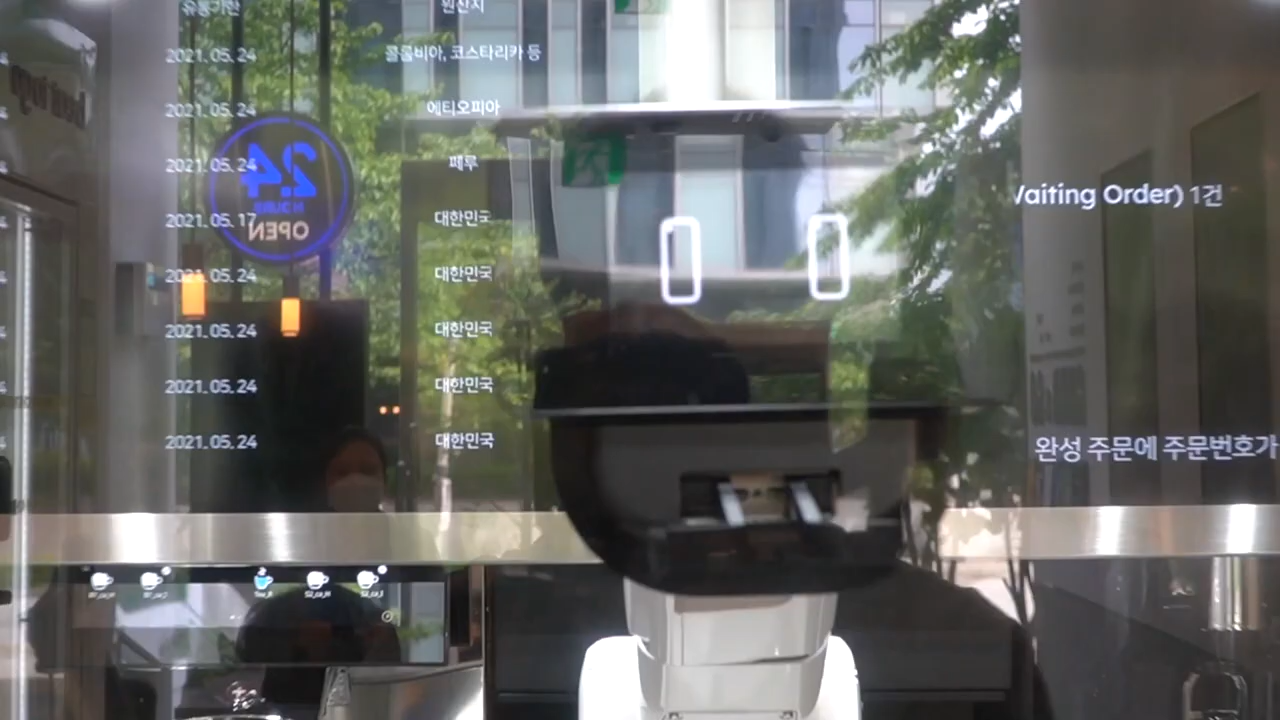 유통기한 원산지
2021. 05. 24 콜롬비아, 코스타리카 등
2021. 05. 24 에티오피아
2021. 05. 24 페루
2021. 05. 17 대한민국
2021. 05. 24 대한민국
2021. 05. 24 대한민국
2021. 05. 24 대한민국
2021. 05. 24 대한민국
24
HOURS
OPEN
Waiting Order) 1건
완성 주문에 주문번호가